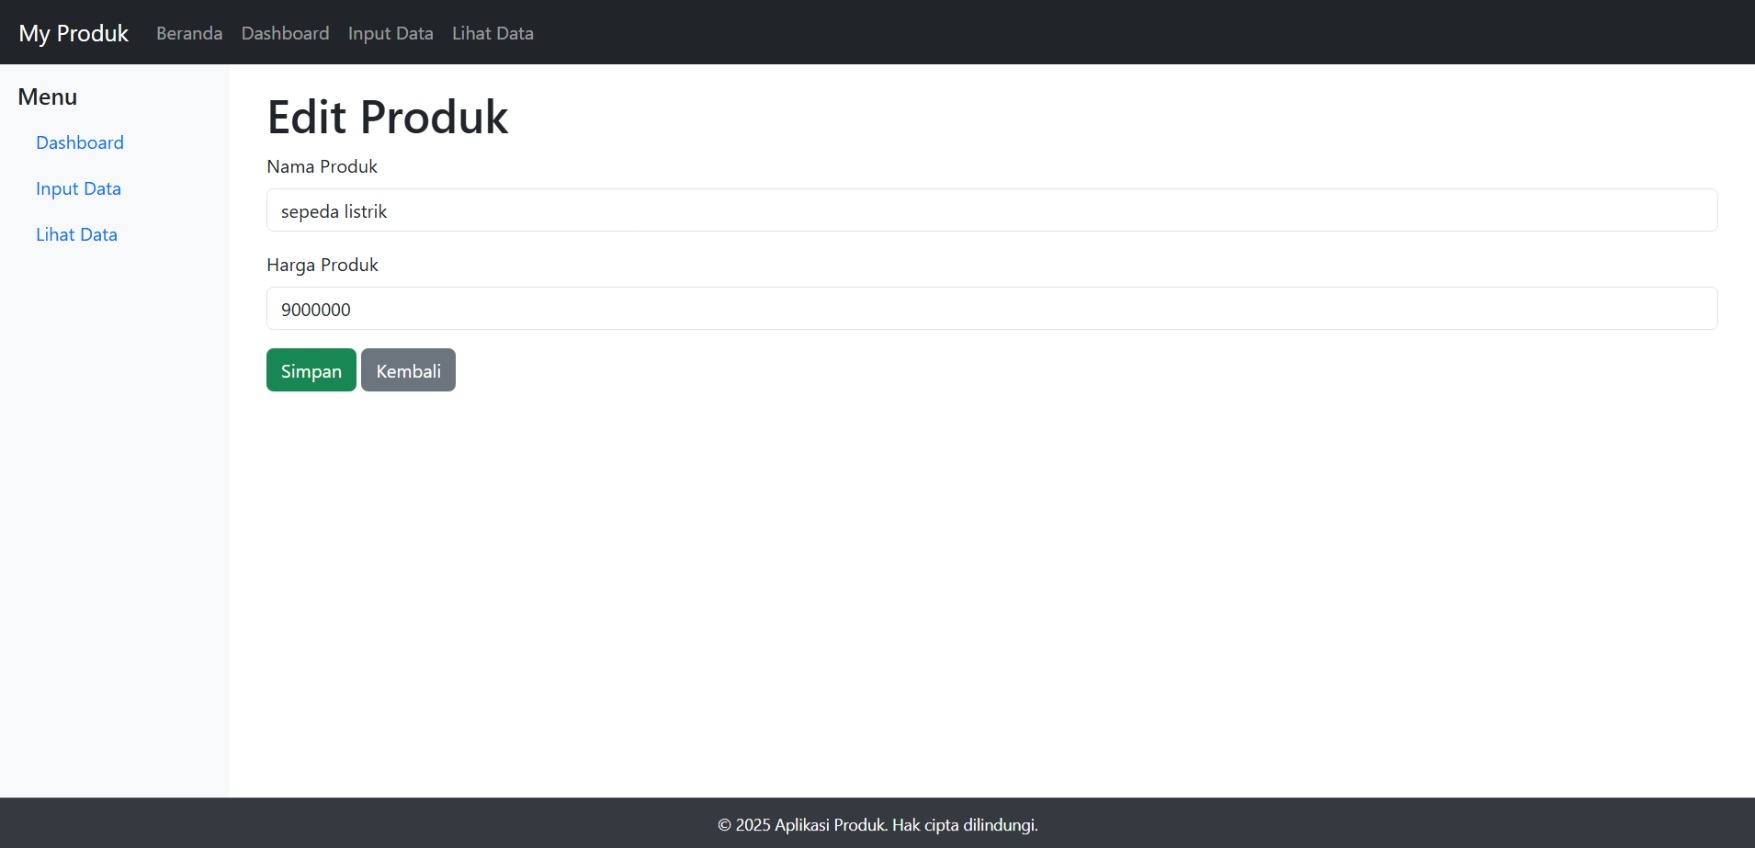 My Produk Beranda Dashboard Input Data Lihat Data
Menu
Dashboard
Input Data
Lihat Data
Edit Produk
Nama Produk
sepeda listrik
Harga Produk
9000000
Simpan Kembali
© 2025 Aplikasi Produk. Hak cipta dilindungi.